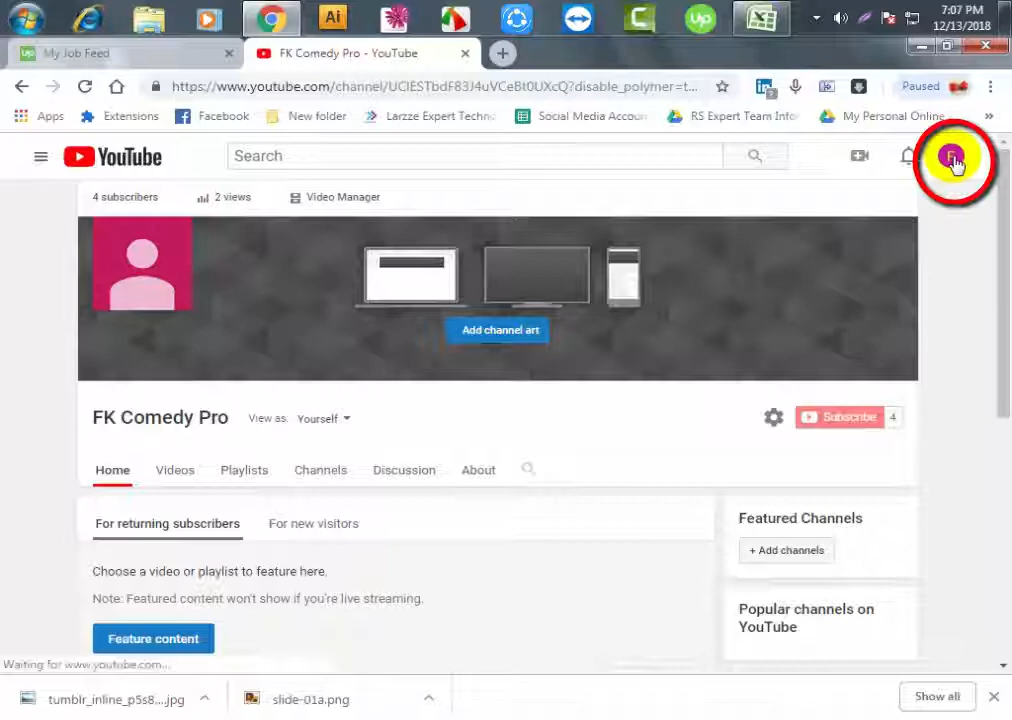 Ai
Up
7:07 PM
12/13/2018
My Job Feed
FK Comedy Pro - YouTube
https://www.youtube.com/channel/UCIESTbdF83J4uVCeBt0UXcQ?disable_polymer=t...
Paused
Apps
Extensions
Facebook
New folder
Larzze Expert Techno
Social Media Accoun
RS Expert Team Info
My Personal Online
YouTube
Search
F
4 subscribers
2 views
Video Manager
Add channel art
FK Comedy Pro
View as:
Yourself
Subscribe
4
Home
Videos
Playlists
Channels
Discussion
About
For returning subscribers
For new visitors
Featured Channels
+ Add channels
Choose a video or playlist to feature here.
Note: Featured content won't show if you're live streaming.
Popular channels on
YouTube
Feature content
Waiting for www.youtube.com...
tumblr_inline_p5s8....jpg
slide-01a.png
Show all